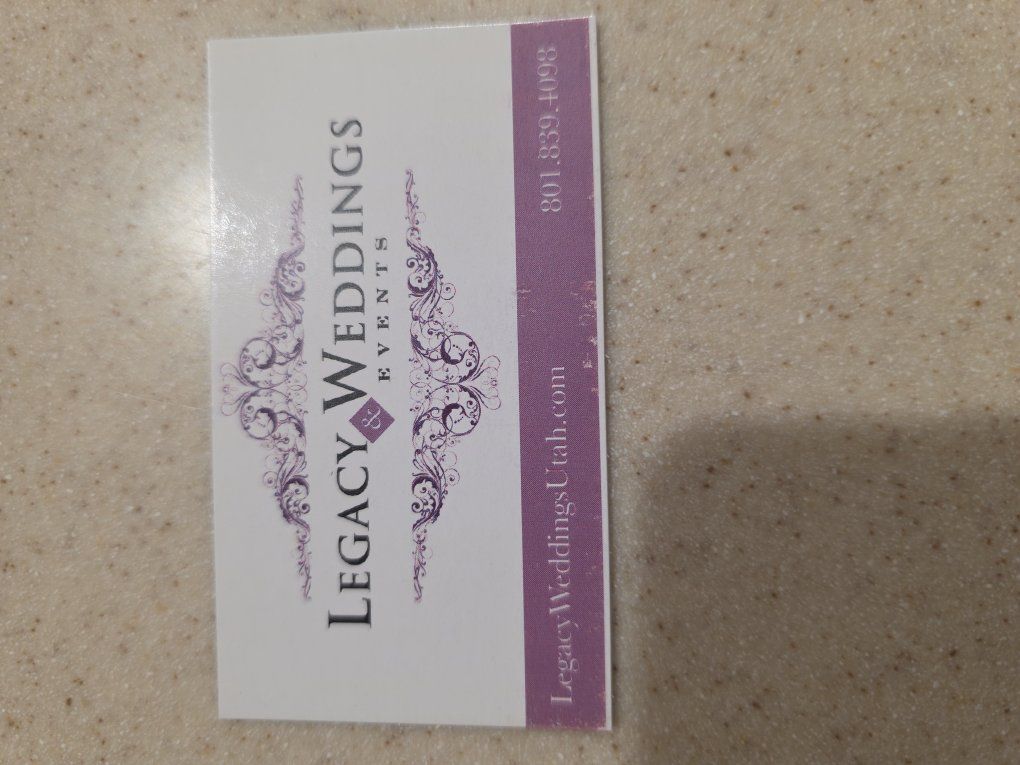 LEGACY & WEDDINGS
EVENTS
LegacyWeddingsUtah.com 801.839.4098